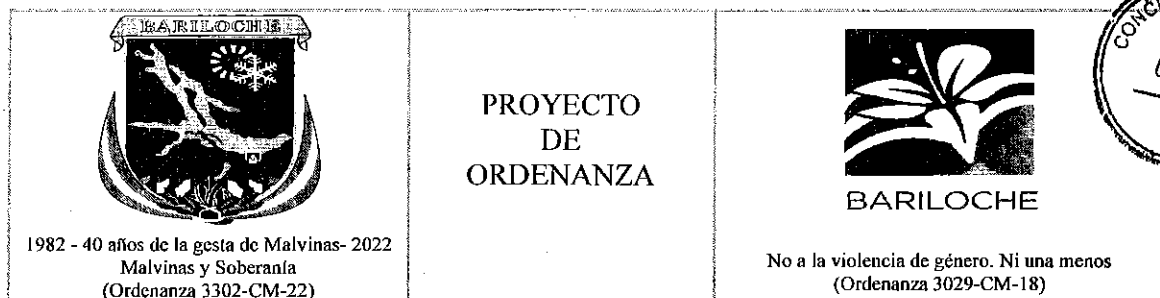 BARILOCHE
1982 - 40 años de la gesta de Malvinas- 2022
Malvinas y Soberanía
(Ordenanza 3302-CM-22)
PROYECTO
DE
ORDENANZA
BARILOCHE
No a la violencia de género. Ni una menos
(Ordenanza 3029-CM-18)